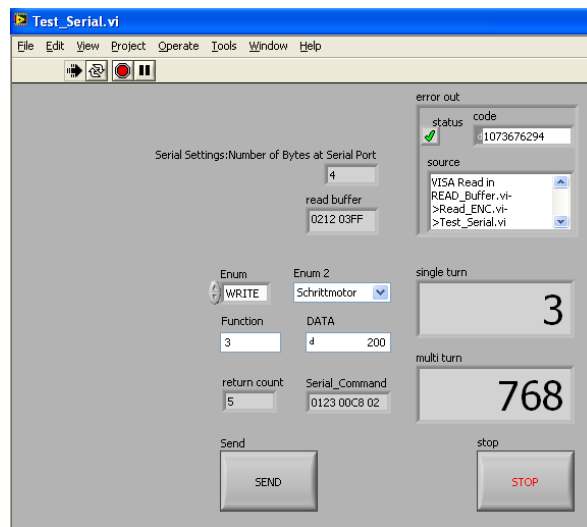 Test_Serial.vi
File Edit View Project Operate Tools Window Help
error out
status code
d 1073676294
Serial Settings:Number of Bytes at Serial Port
4
source
VISA Read in
READ_Buffer.vi-
>Read_ENC.vi-
>Test_Serial.vi
read buffer
0212 03FF
Enum Enum 2 single turn
WRITE Schrittmotor
3
Function DATA
3 d 200
multi turn
768
return count Serial_Command
5 0123 00C8 02
Send stop
SEND STOP